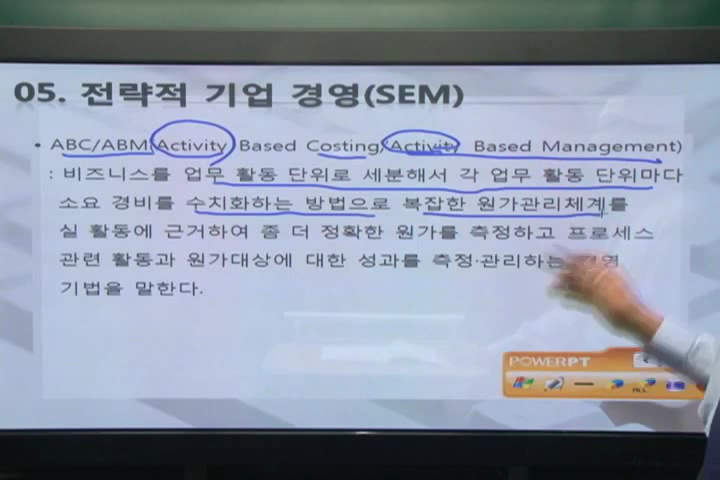 05. 전략적 기업 경영(SEM)
• ABC/ABM(Activity Based Costing/Activity Based Management)
: 비즈니스를 업무 활동 단위로 세분해서 각 업무 활동 단위마다
소요 경비를 수치화하는 방법으로 복잡한 원가관리체계를
실 활동에 근거하여 좀 더 정확한 원가를 측정하고 프로세스
관련 활동과 원가대상에 대한 성과를 측정·관리하는 경영
기법을 말한다.
POWERPT
ALL